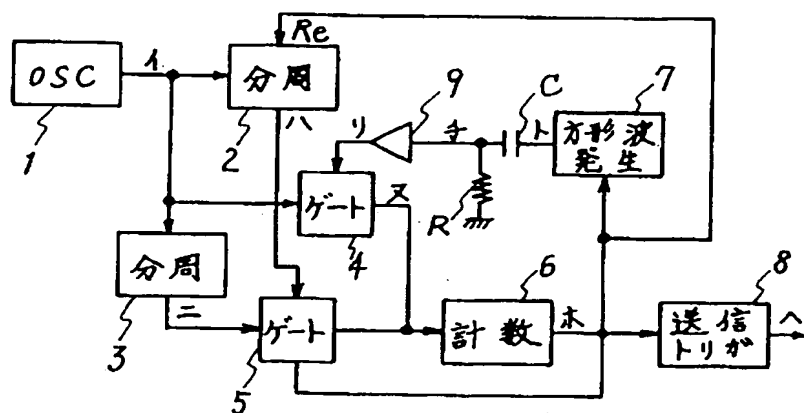 Re
OSC
イ
分周
1
2
ハ
リ
9
チ
C
ト
方形波
発生
7
ゲート
ヌ
4
R
分周
3
ニ
ゲート
5
6
計数
ホ
8
送信
トリガ
ヘ